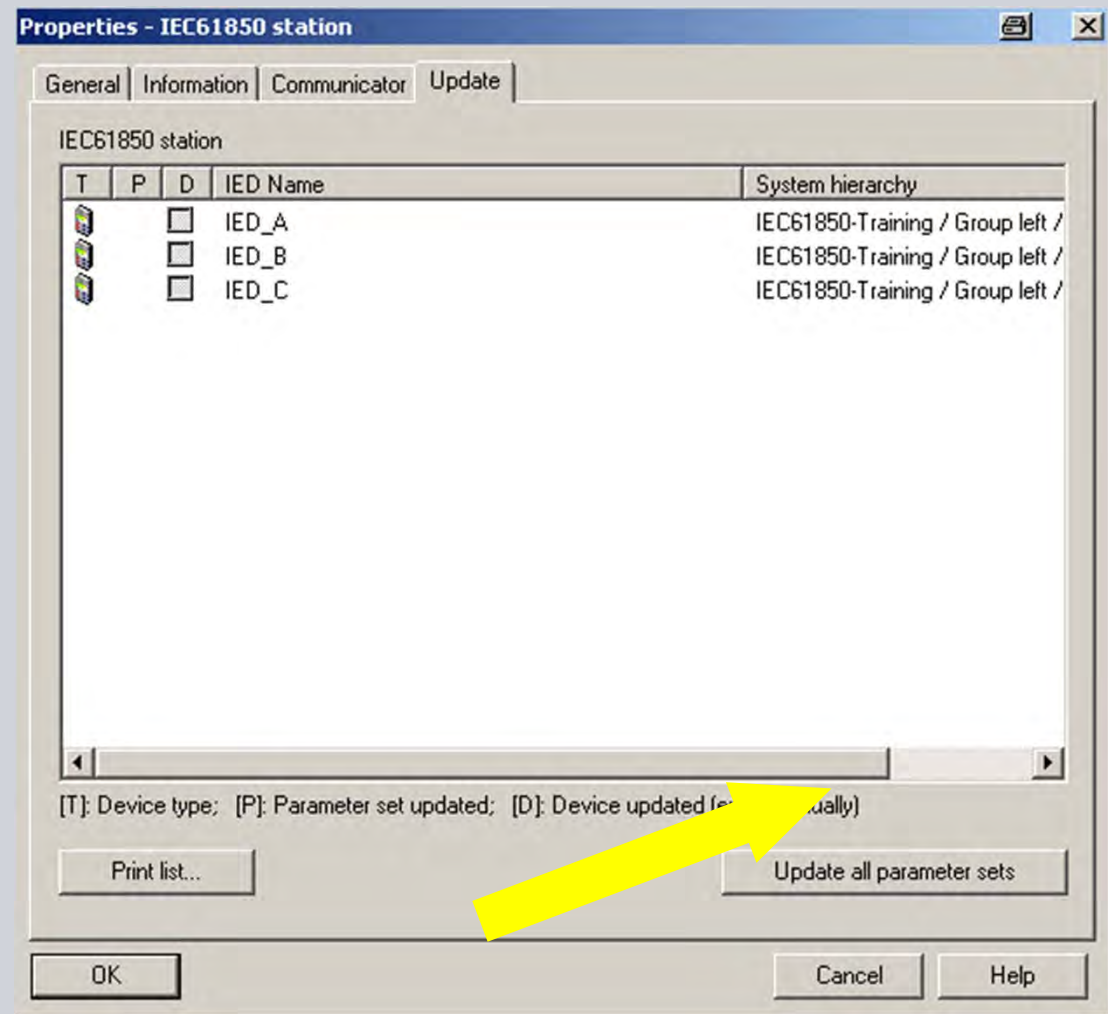 Properties - IEC61850 station
General Information Communicator Update
IEC61850 station
T P D IED Name System hierarchy
IED_A IEC61850-Training / Group left /
IED_B IEC61850-Training / Group left /
IED_C IEC61850-Training / Group left /
[T]: Device type; [P]: Parameter set updated; [D]: Device updated
Print list... Update all parameter sets
OK Cancel Help